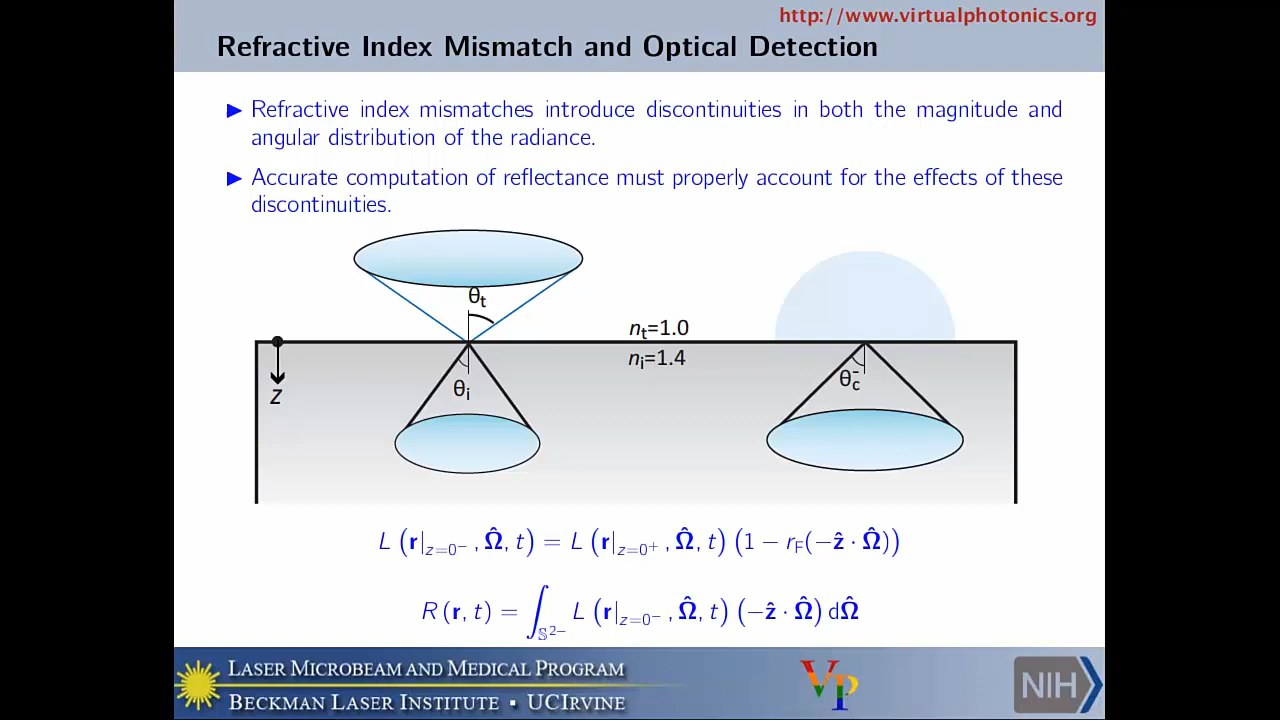 http://www.virtualphotonics.org
Refractive Index Mismatch and Optical Detection
▶ Refractive index mismatches introduce discontinuities in both the magnitude and
angular distribution of the radiance.
▶ Accurate computation of reflectance must properly account for the effects of these
discontinuities.
θt
nt=1.0
ni=1.4
z
θi
θc⁻
L (r|z=0⁻, Ω̂, t) = L (r|z=0⁺, Ω̂, t) (1 − rF(−ẑ · Ω̂))
R (r, t) = ∫𝕊²⁻ L (r|z=0⁻, Ω̂, t) (−ẑ · Ω̂) dΩ̂
LASER MICROBEAM AND MEDICAL PROGRAM
BECKMAN LASER INSTITUTE ▪ UCIRVINE
VP
NIH